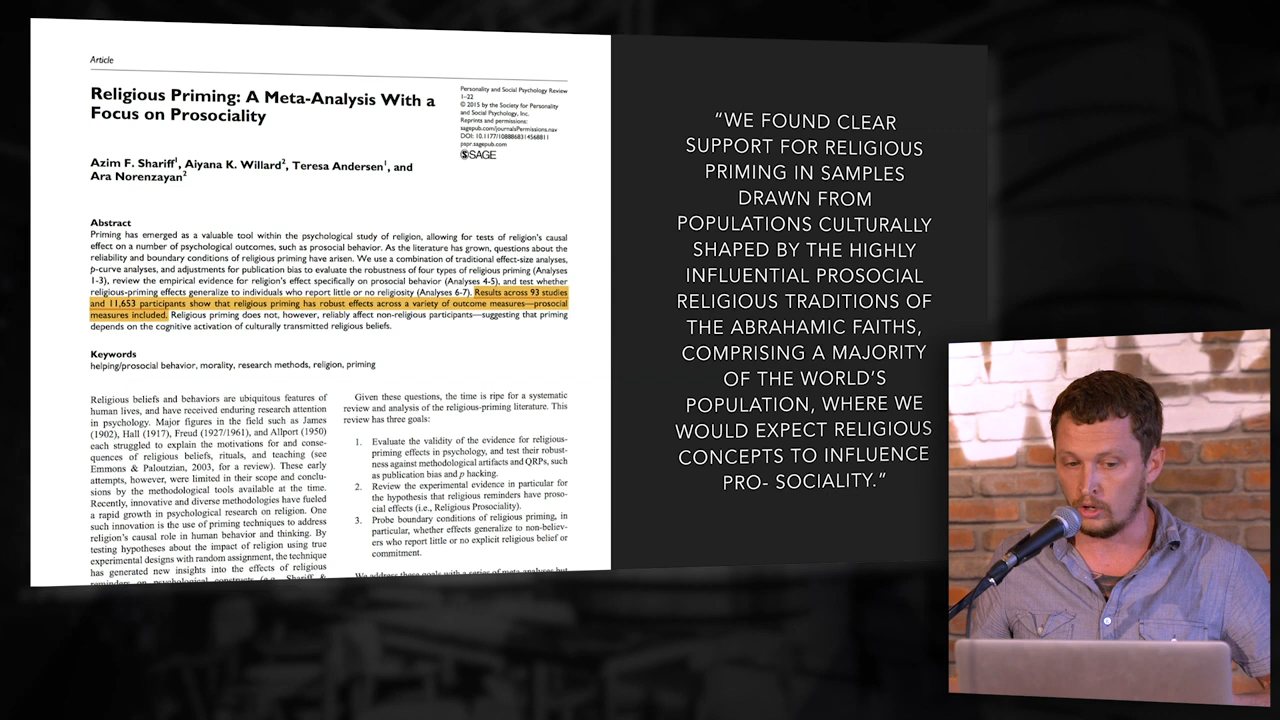 Article
Religious Priming: A Meta-Analysis With a
Focus on Prosociality
Personality and Social Psychology Review
1–22
© 2015 by the Society for Personality
and Social Psychology, Inc.
Reprints and permissions:
sagepub.com/journalsPermissions.nav
DOI: 10.1177/1088868314568811
pspr.sagepub.com
SAGE
Azim F. Shariff1, Aiyana K. Willard2, Teresa Andersen1, and
Ara Norenzayan2
Abstract
Priming has emerged as a valuable tool within the psychological study of religion, allowing for tests of religion's causal
effect on a number of psychological outcomes, such as prosocial behavior. As the literature has grown, questions about the
reliability and boundary conditions of religious priming have arisen. We use a combination of traditional effect-size analyses,
p-curve analyses, and adjustments for publication bias to evaluate the robustness of four types of religious priming (Analyses
1-3), review the empirical evidence for religion's effect specifically on prosocial behavior (Analyses 4-5), and test whether
religious-priming effects generalize to individuals who report little or no religiosity (Analyses 6-7). Results across 93 studies
and 11,653 participants show that religious priming has robust effects across a variety of outcome measures—prosocial
measures included. Religious priming does not, however, reliably affect non-religious participants—suggesting that priming
depends on the cognitive activation of culturally transmitted religious beliefs.
Keywords
helping/prosocial behavior, morality, research methods, religion, priming
Religious beliefs and behaviors are ubiquitous features of
human lives, and have received enduring research attention
in psychology. Major figures in the field such as James
(1902), Hall (1917), Freud (1927/1961), and Allport (1950)
each struggled to explain the motivations for and conse-
quences of religious beliefs, rituals, and teaching (see
Emmons & Paloutzian, 2003, for a review). These early
attempts, however, were limited in their scope and conclu-
sions by the methodological tools available at the time.
Recently, innovative and diverse methodologies have fueled
a rapid growth in psychological research on religion. One
such innovation is the use of priming techniques to address
religion's causal role in human behavior and thinking. By
testing hypotheses about the impact of religion using true
experimental designs with random assignment, the technique
has generated new insights into the effects of religious
reminders on psychological constructs (e.g., Shariff &
Given these questions, the time is ripe for a systematic
review and analysis of the religious-priming literature. This
review has three goals:
1. Evaluate the validity of the evidence for religious-
priming effects in psychology, and test their robust-
ness against methodological artifacts and QRPs, such
as publication bias and p hacking.
2. Review the experimental evidence in particular for
the hypothesis that religious reminders have proso-
cial effects (i.e., Religious Prosociality).
3. Probe boundary conditions of religious priming, in
particular, whether effects generalize to non-believ-
ers who report little or no explicit religious belief or
commitment.
We address these goals with a series of meta-analyses but
“WE FOUND CLEAR
SUPPORT FOR RELIGIOUS
PRIMING IN SAMPLES
DRAWN FROM
POPULATIONS CULTURALLY
SHAPED BY THE HIGHLY
INFLUENTIAL PROSOCIAL
RELIGIOUS TRADITIONS OF
THE ABRAHAMIC FAITHS,
COMPRISING A MAJORITY
OF THE WORLD’S
POPULATION, WHERE WE
WOULD EXPECT RELIGIOUS
CONCEPTS TO INFLUENCE
PRO- SOCIALITY.”